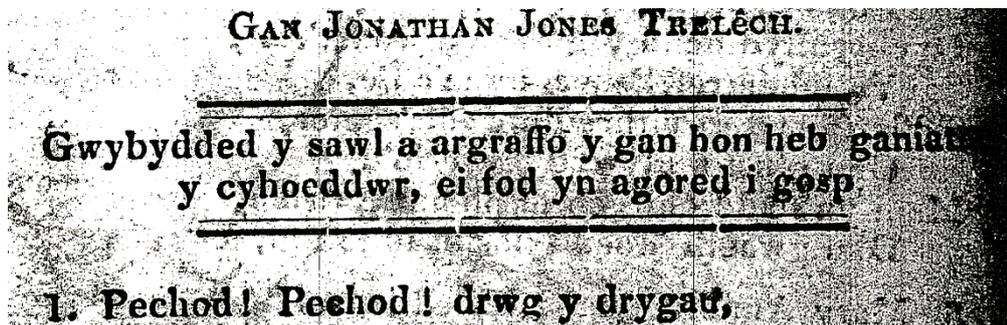 GAN JONATHAN JONES TRELÊCH.
Gwybydded y sawl a argraffo y gan hon heb
y cyhoeddwr, ei fod yn agored i gosp.
1. Pechod! Pechod! drwg y drygau,